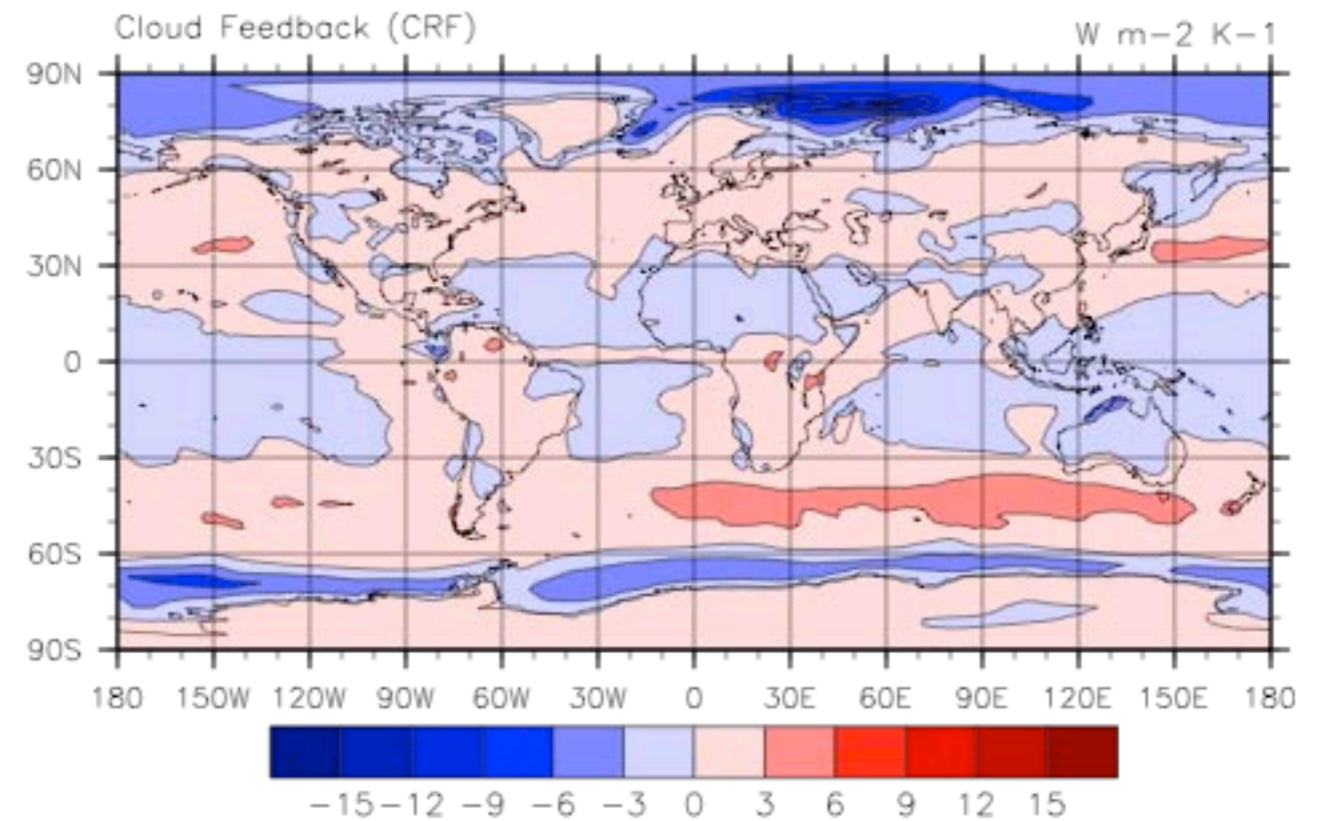 Cloud Feedback (CRF) W m-2 K-1
90N
60N
30N
0
30S
60S
90S
180 150W 120W 90W 60W 30W 0 30E 60E 90E 120E 150E 180
-15 -12 -9 -6 -3 0 3 6 9 12 15